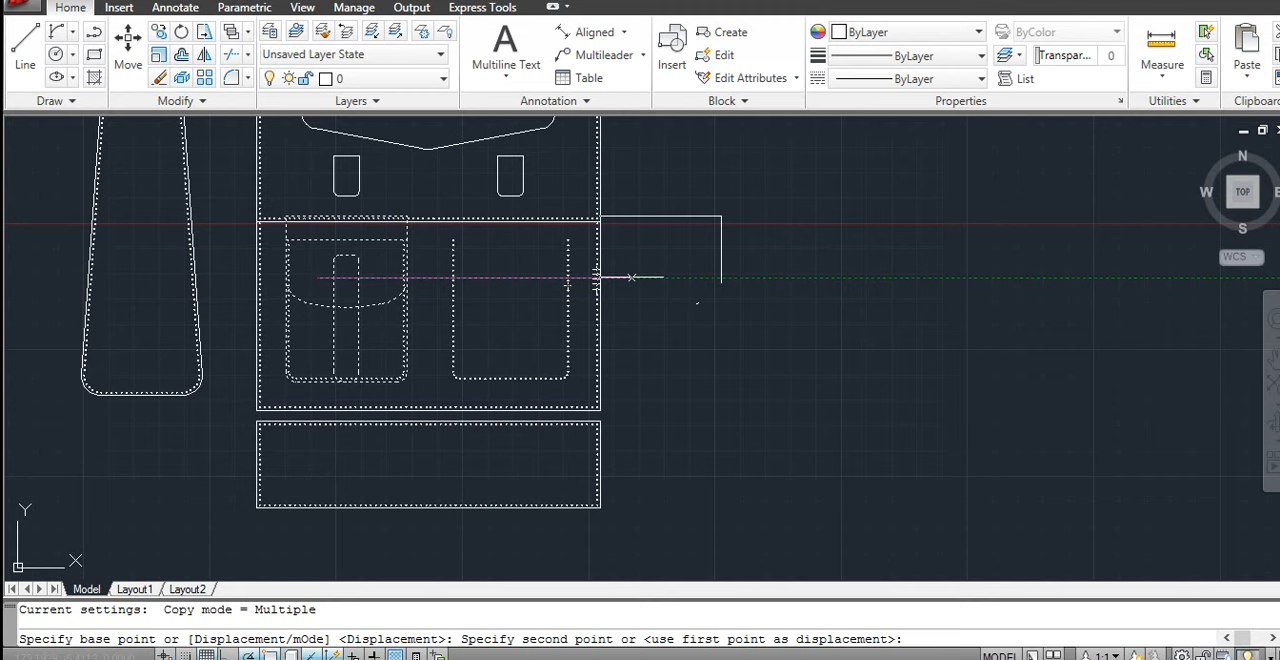 Home Insert Annotate Parametric View Manage Output Express Tools
Line
Move
Unsaved Layer State
0
Multiline Text
Aligned
Multileader
Table
Insert
Create
Edit
Edit Attributes
ByLayer
ByLayer
ByLayer
ByColor
Transpar... 0
List
Measure
Paste
Draw Modify Layers Annotation Block Properties Utilities Clipboard
N
W TOP E
S
WCS
Y
X
Model Layout1 Layout2
Current settings: Copy mode = Multiple
Specify base point or [Displacement/mOde] <Displacement>: Specify second point or <use first point as displacement>:
MODEL 1:1